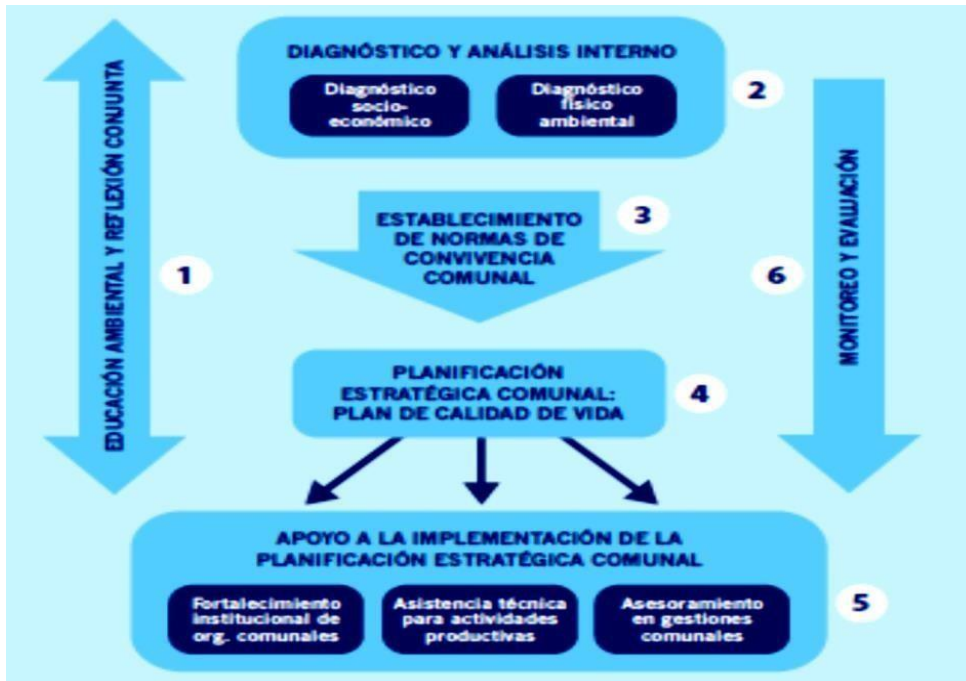 DIAGNÓSTICO Y ANÁLISIS INTERNO
Diagnóstico
socio-
económico
Diagnóstico
físico
ambiental
2
EDUCACIÓN AMBIENTAL Y REFLEXIÓN CONJUNTA
1
ESTABLECIMIENTO
DE NORMAS DE
CONVIVENCIA
COMUNAL
3
MONITOREO Y EVALUACIÓN
6
PLANIFICACIÓN
ESTRATÉGICA COMUNAL:
PLAN DE CALIDAD DE VIDA
4
APOYO A LA IMPLEMENTACIÓN DE LA
PLANIFICACIÓN ESTRATÉGICA COMUNAL
Fortalecimiento
institucional de
org. comunales
Asistencia técnica
para actividades
productivas
Asesoramiento
en gestiones
comunales
5